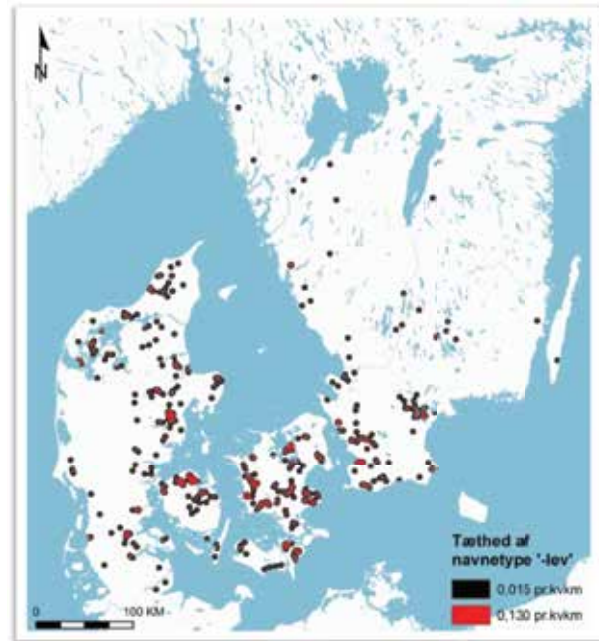 N
Tæthed af
navnetype '-lev'
0,015 pr.kvkm
0,130 pr.kvkm
0 100 KM